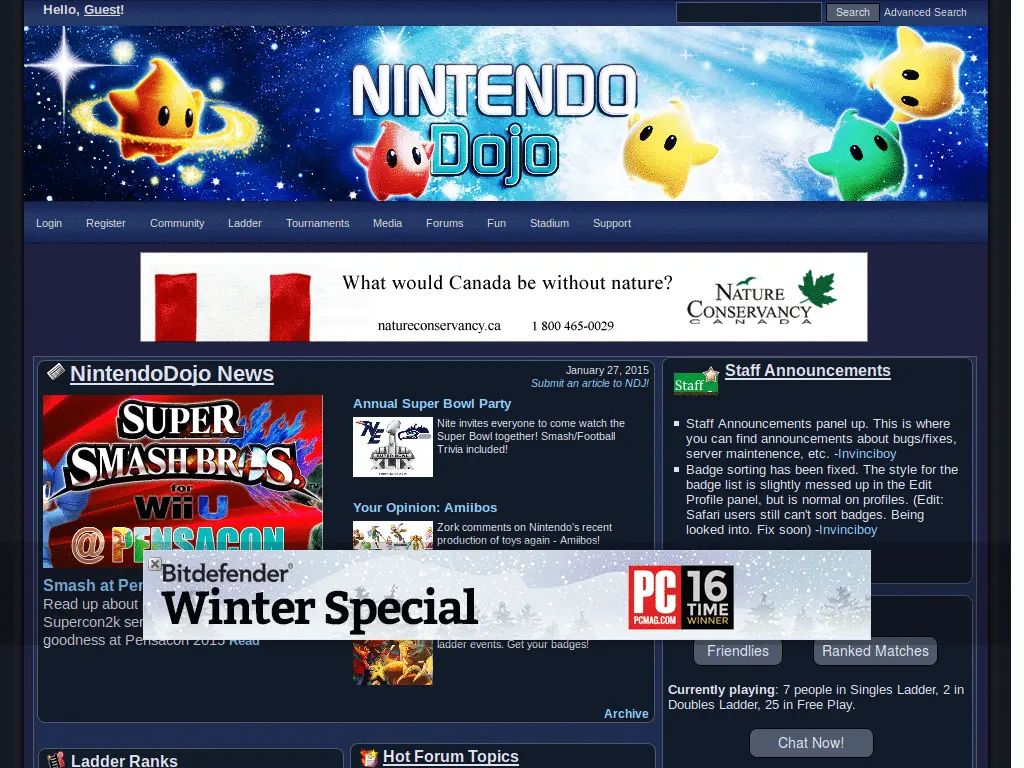 Hello, Guest!
Search
Advanced Search
NINTENDO
Dojo
Login
Register
Community
Ladder
Tournaments
Media
Forums
Fun
Stadium
Support
What would Canada be without nature?
natureconservancy.ca
1 800 465-0029
NATURE
CONSERVANCY
CANADA
NintendoDojo News
January 27, 2015
Submit an article to NDJ!
SUPER
SMASH BROS.
for
Wii U
@ PENSACON
Smash at Pen
Read up about
Supercon2k ser
goodness at Pensacon 2015 Read
Annual Super Bowl Party
Nite invites everyone to come watch the
Super Bowl together! Smash/Football
Trivia included!
Your Opinion: Amiibos
Zork comments on Nintendo's recent
production of toys again - Amiibos!
ladder events. Get your badges!
Archive
Staff
Staff Announcements
Staff Announcements panel up. This is where
you can find announcements about bugs/fixes,
server maintenence, etc. -Invinciboy
Badge sorting has been fixed. The style for the
badge list is slightly messed up in the Edit
Profile panel, but is normal on profiles. (Edit:
Safari users still can't sort badges. Being
looked into. Fix soon) -Invinciboy
Bitdefender
Winter Special
PC
PCMAG.COM
16
TIME
WINNER
Friendlies
Ranked Matches
Currently playing: 7 people in Singles Ladder, 2 in
Doubles Ladder, 25 in Free Play.
Chat Now!
Ladder Ranks
Hot Forum Topics